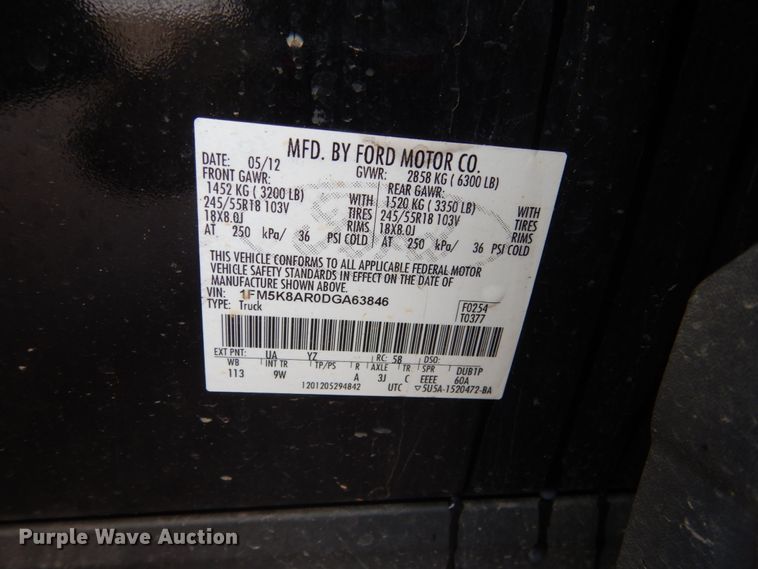 MFD. BY FORD MOTOR CO.
DATE: 05/12 GVWR: 2858 KG ( 6300 LB)
FRONT GAWR: REAR GAWR:
1452 KG ( 3200 LB) WITH 1520 KG ( 3350 LB) WITH
245/55R18 103V TIRES 245/55R18 103V TIRES
18X8.0J RIMS 18X8.0J RIMS
AT 250 kPa/ 36 PSI COLD AT 250 kPa/ 36 PSI COLD
THIS VEHICLE CONFORMS TO ALL APPLICABLE FEDERAL MOTOR
VEHICLE SAFETY STANDARDS IN EFFECT ON THE DATE OF
MANUFACTURE SHOWN ABOVE.
VIN: 1FM5K8AR0DGA63846 F0254
TYPE: Truck T0377
EXT PNT: UA YZ RC: 58 DSO:
WB INT TR TP/PS R AXLE TR SPR DUBTP
113 9W A 3J C EEEE 60A
1201205294842 UTC ▽5U5A-1520472-BA
Purple Wave Auction